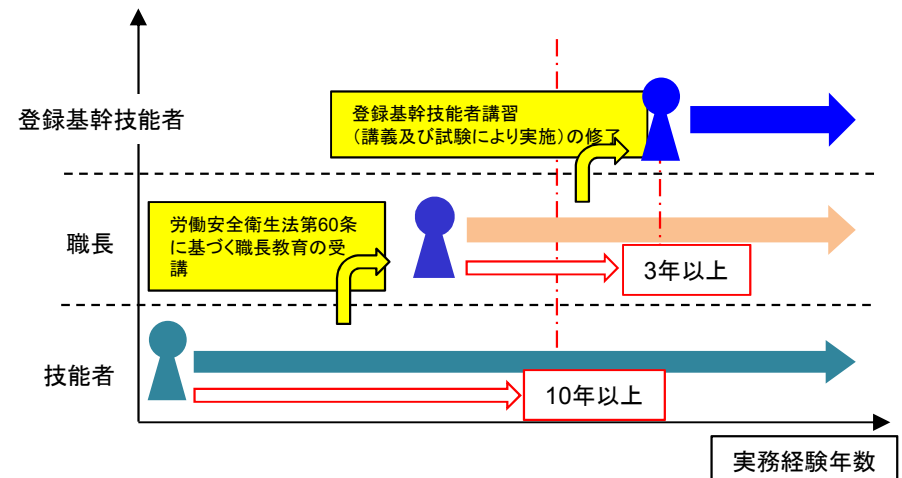 登録基幹技能者
登録基幹技能者講習
（講義及び試験により実施）の修了
職長
労働安全衛生法第60条
に基づく職長教育の受
講
3年以上
技能者
10年以上
実務経験年数